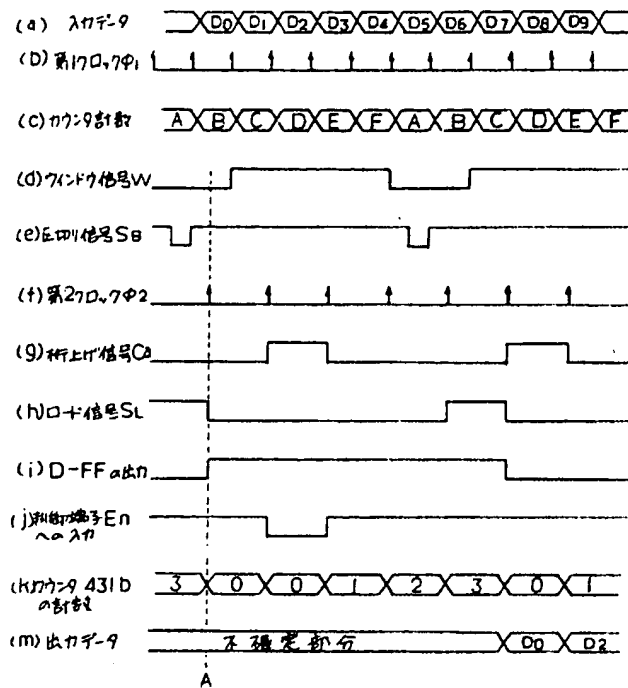 (a) 入力データ D0 D1 D2 D3 D4 D5 D6 D7 D8 D9
(b) 第1クロックΦ1
(c) カウンタ計数 A B C D E F A B C D E F
(d) ウィンドウ信号W
(e) 区切り信号SB
(f) 第2クロックΦ2
(g) 桁上げ信号Ca
(h) ロード信号SL
(i) D-FFの出力
(j) 制御端子En
への入力
(k) カウンタ 431D 3 0 0 1 2 3 0 1
の計数
(m) 出力データ 不確定部分 D0 D2
A